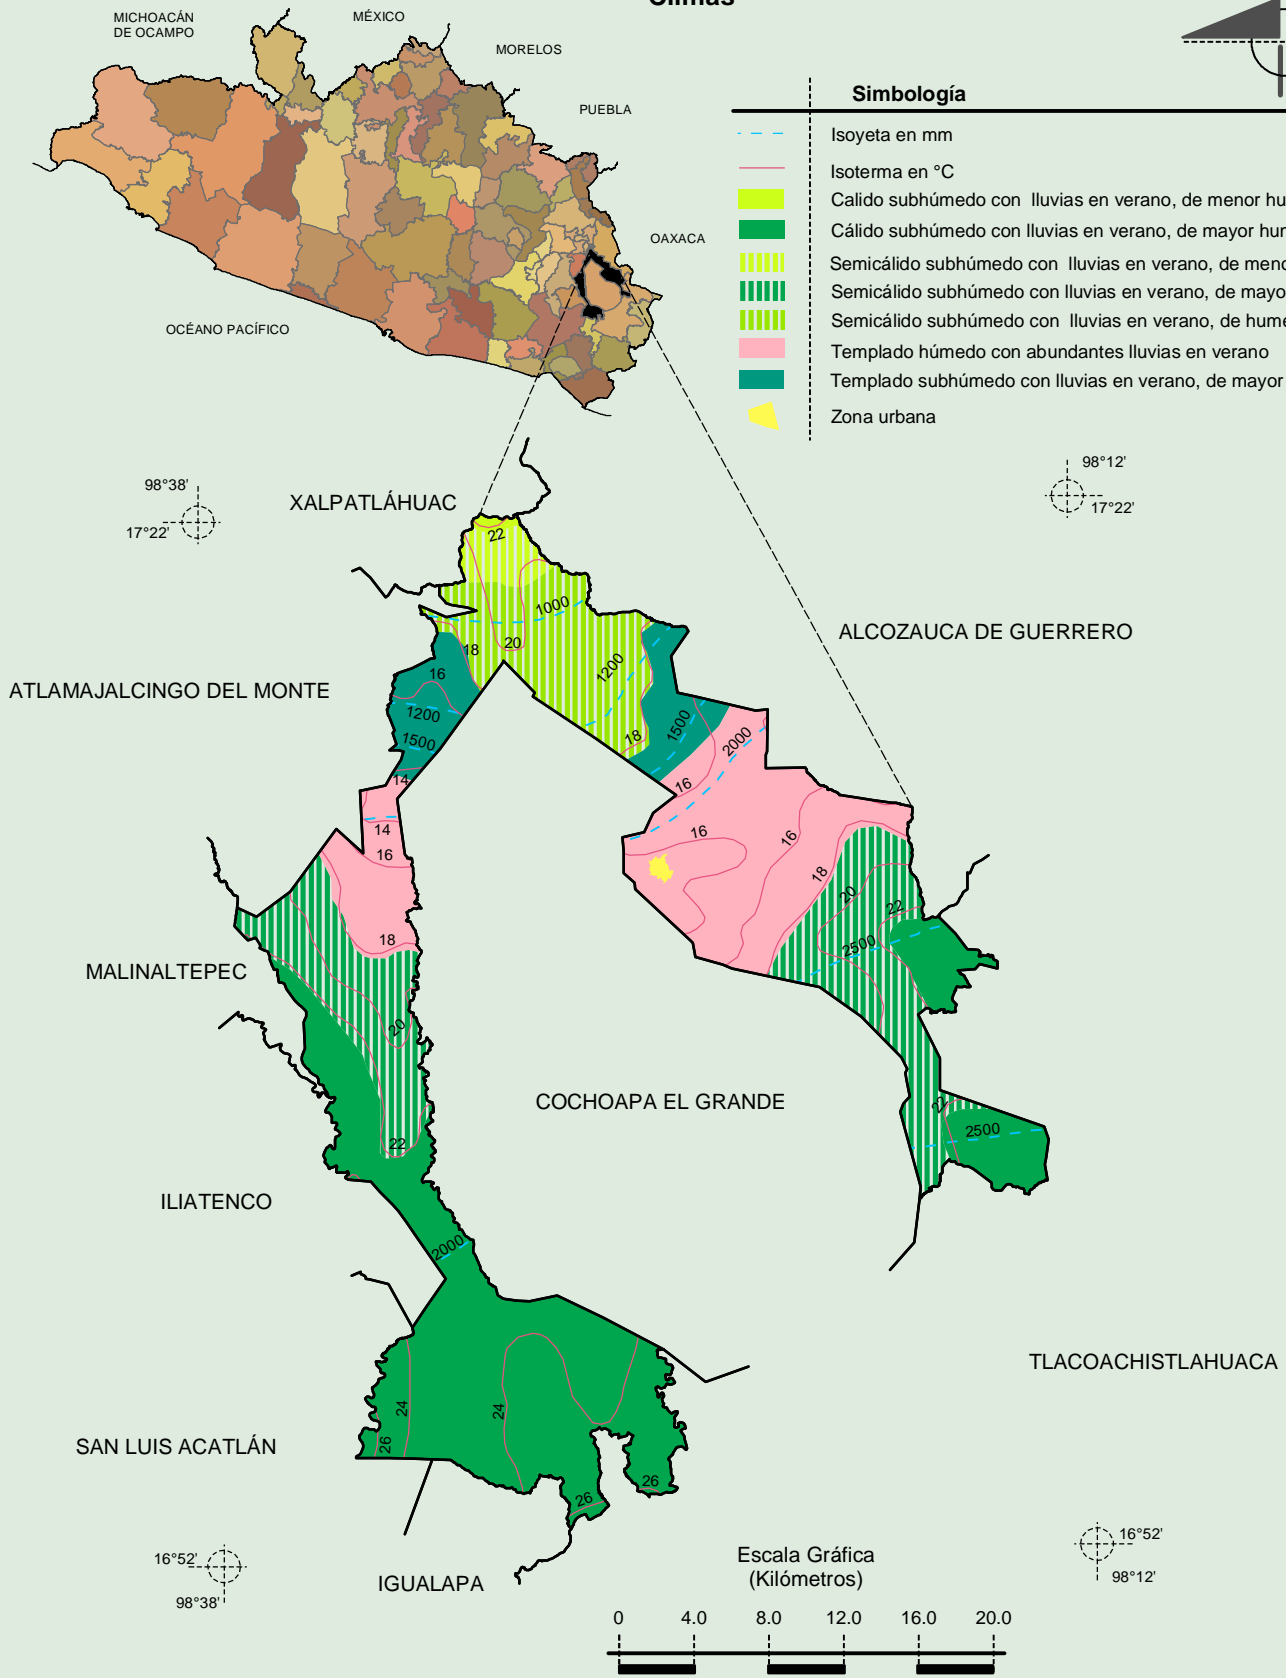 Climas
MICHOACÁN
DE OCAMPO
MÉXICO
MORELOS
PUEBLA
OAXACA
OCÉANO PACÍFICO
Simbología
Isoyeta en mm
Isoterma en °C
Calido subhúmedo con lluvias en verano, de menor
Cálido subhúmedo con lluvias en verano, de mayor
Semicálido subhúmedo con lluvias en verano, de
Semicálido subhúmedo con lluvias en verano, de
Semicálido subhúmedo con lluvias en verano, de
Templado húmedo con abundantes lluvias en verano
Templado subhúmedo con lluvias en verano, de mayor
Zona urbana
98°38'
17°22'
98°12'
17°22'
XALPATLÁHUAC
22
1000
20
18
1200
ALCOZAUCA DE GUERRERO
ATLAMAJALCINGO DEL MONTE
16
1200
1500
14
18
1500
2000
16
14
16
16
16
18
20
22
2500
18
MALINALTEPEC
20
22
COCHOAPA EL GRANDE
22
2500
ILIATENCO
2000
TLACOACHISTLAHUACA
24
26
24
26
26
SAN LUIS ACATLÁN
IGUALAPA
16°52'
98°38'
16°52'
98°12'
Escala Gráfica
(Kilómetros)
0 4.0 8.0 12.0 16.0 20.0